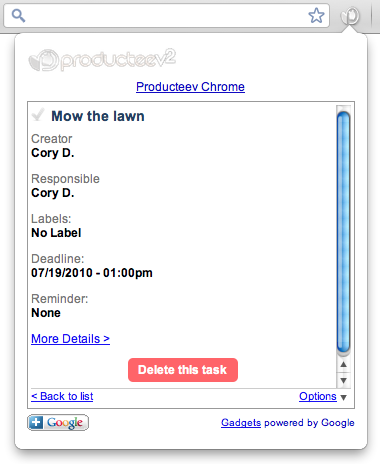 producteev2
Producteev Chrome
Mow the lawn
Creator
Cory D.
Responsible
Cory D.
Labels:
No Label
Deadline:
07/19/2010 - 01:00pm
Reminder:
None
More Details >
Delete this task
< Back to list
Options
+ Google
Gadgets powered by Google